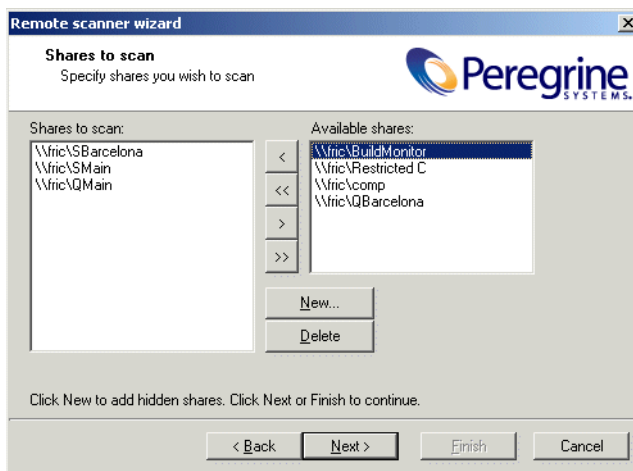 Remote scanner wizard
Shares to scan
Specify shares you wish to scan
Peregrine
SYSTEMS
Shares to scan:
\\fric\SBarcelona
\\fric\SMain
\\fric\QMain
<
<<
>
>>
Available shares:
\\fric\BuildMonitor
\\fric\Restricted C
\\fric\comp
\\fric\QBarcelona
New...
Delete
Click New to add hidden shares. Click Next or Finish to continue.
< Back
Next >
Finish
Cancel